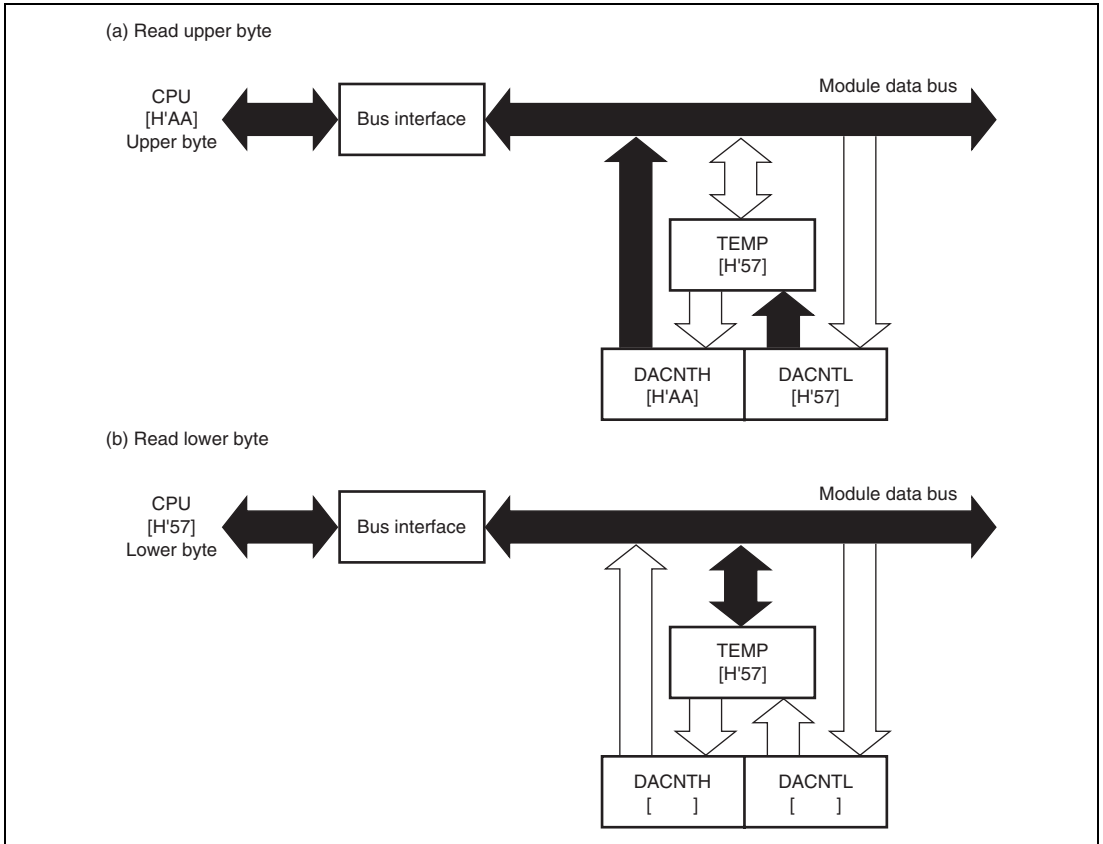 (a) Read upper byte
CPU
[H'AA]
Upper byte
Bus interface
Module data bus
TEMP
[H'57]
DACNTH
[H'AA]
DACNTL
[H'57]
(b) Read lower byte
CPU
[H'57]
Lower byte
Bus interface
Module data bus
TEMP
[H'57]
DACNTH
[ ]
DACNTL
[ ]